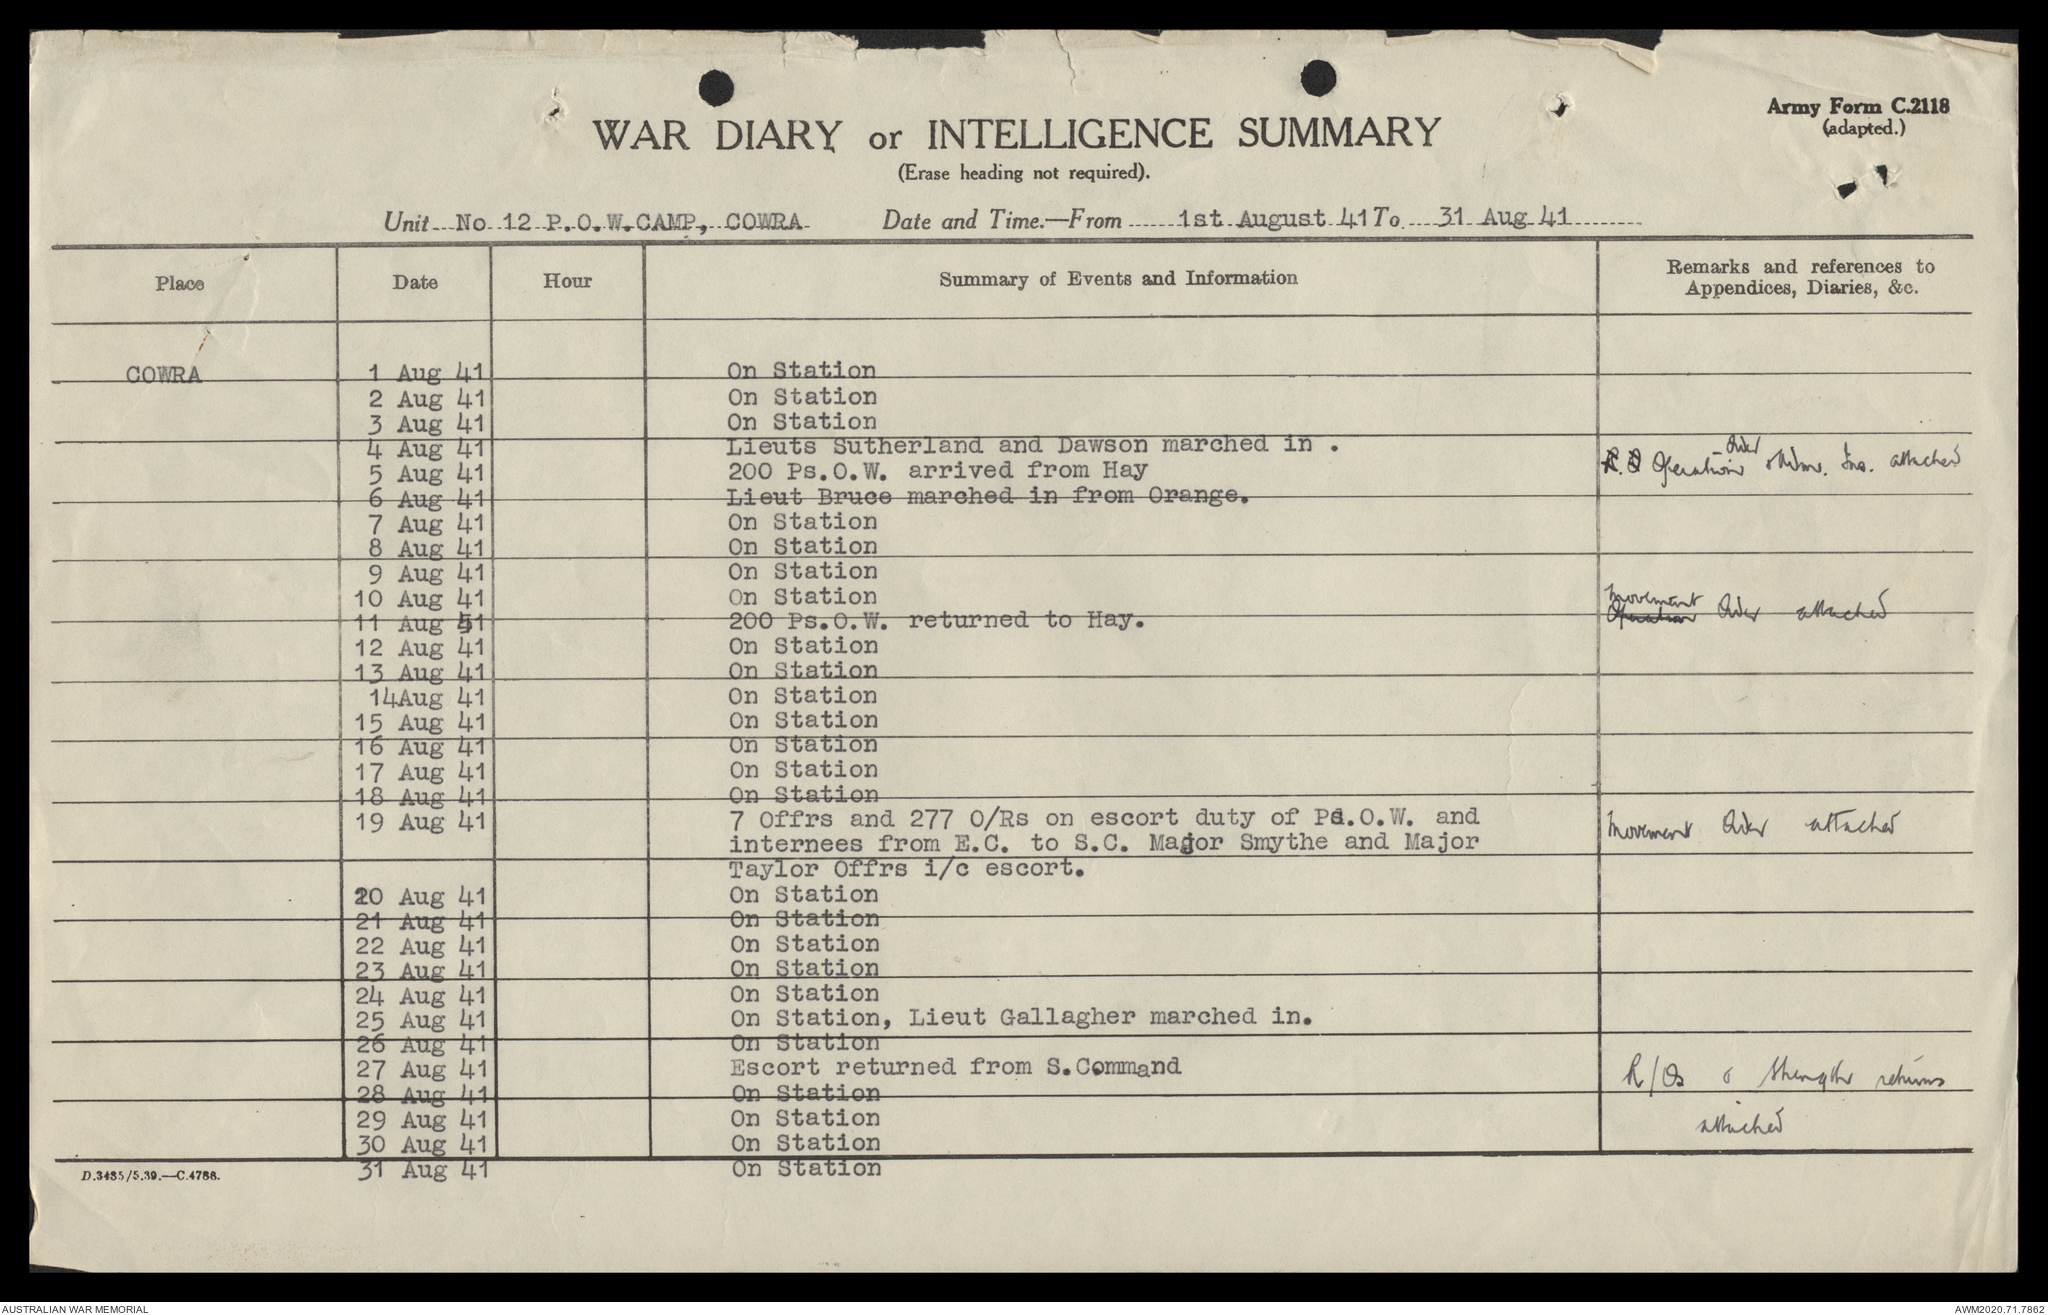 Army Form C.2118
(adapted.)
WAR DIARY or INTELLIGENCE SUMMARY
(Erase heading not required).
Unit No 12 P.O.W.CAMP, COWRA Date and Time.—From 1st August 41 To 31 Aug 41
Place Date Hour Summary of Events and Information Remarks and references to
Appendices, Diaries, &c.
COWRA 1 Aug 41 On Station
2 Aug 41 On Station
3 Aug 41 On Station
4 Aug 41 Lieuts Sutherland and Dawson marched in . Order
5 Aug 41 200 Ps.O.W. arrived from Hay Operation Ins. attached
6 Aug 41 Lieut Bruce marched in from Orange.
7 Aug 41 On Station
8 Aug 41 On Station
9 Aug 41 On Station
10 Aug 41 On Station Movement
11 Aug 51 200 Ps.O.W. returned to Hay. Operation Order attached
12 Aug 41 On Station
13 Aug 41 On Station
14Aug 41 On Station
15 Aug 41 On Station
16 Aug 41 On Station
17 Aug 41 On Station
18 Aug 41 On Station
19 Aug 41 7 Offrs and 277 O/Rs on escort duty of Ps.O.W. and Movement Order attached
internees from E.C. to S.C. Major Smythe and Major
Taylor Offrs i/c escort.
20 Aug 41 On Station
21 Aug 41 On Station
22 Aug 41 On Station
23 Aug 41 On Station
24 Aug 41 On Station
25 Aug 41 On Station, Lieut Gallagher marched in.
26 Aug 41 On Station
27 Aug 41 Escort returned from S.Command R/Os & Strength returns
28 Aug 41 On Station
29 Aug 41 On Station attached
30 Aug 41 On Station
31 Aug 41 On Station
D.3485/5.39.—C.4788.
AUSTRALIAN WAR MEMORIAL AWM2020.71.7862